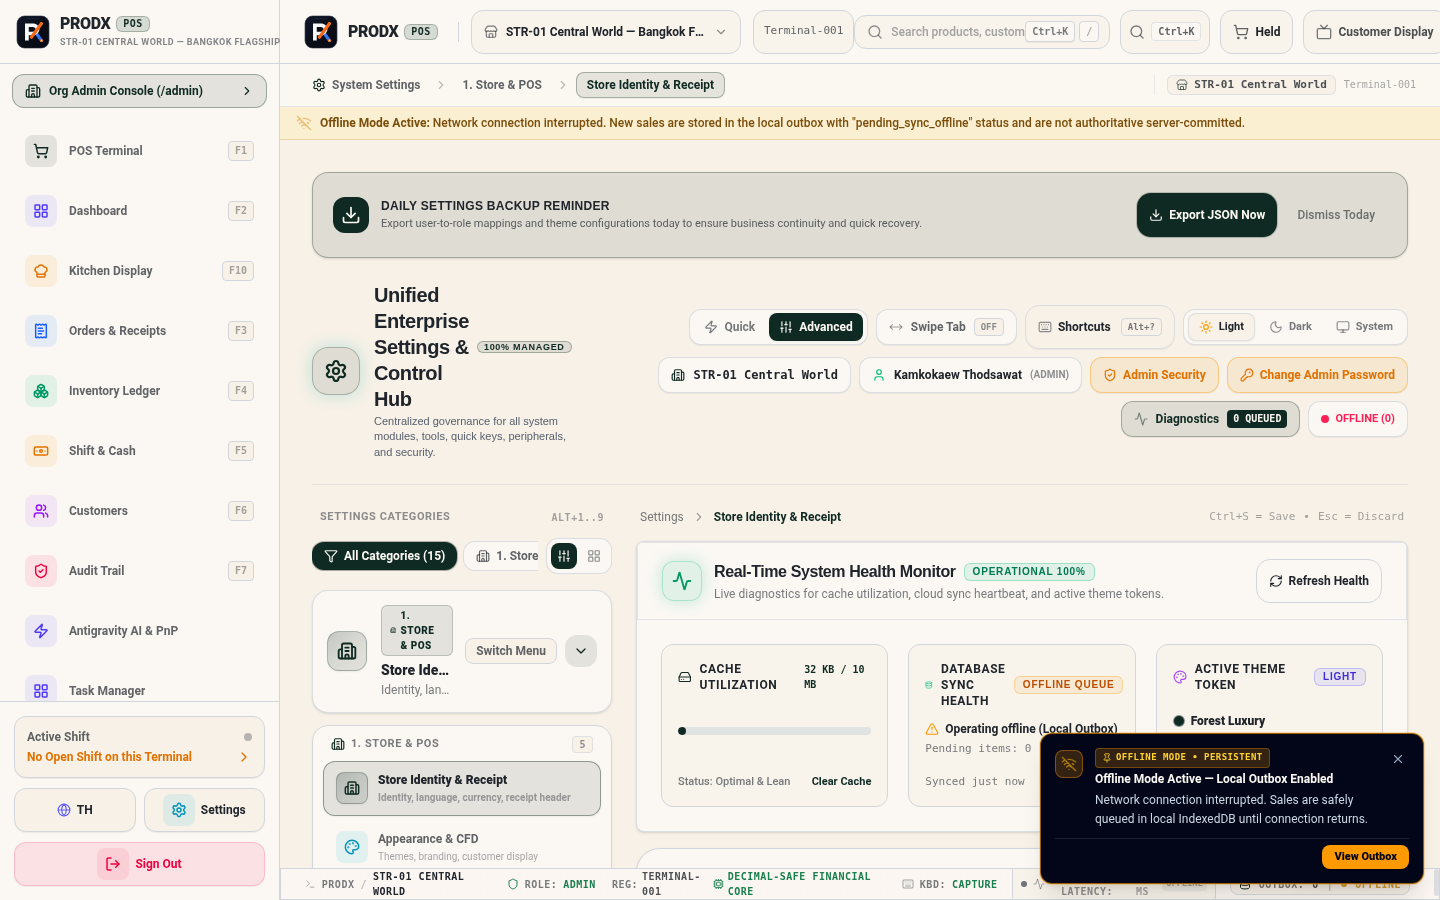 PRODX POS
STR-01 CENTRAL WORLD — BANGKOK FLAGSHIP
Org Admin Console (/admin)
POS Terminal F1
Dashboard F2
Kitchen Display F10
Orders & Receipts F3
Inventory Ledger F4
Shift & Cash F5
Customers F6
Audit Trail F7
Antigravity AI & PnP
Task Manager
Active Shift
No Open Shift on this Terminal
TH
Settings
Sign Out
PRODX POS
STR-01 Central World — Bangkok F...
Terminal-001
Search products, custom Ctrl+K /
Ctrl+K
Held
Customer Display
System Settings
1. Store & POS
Store Identity & Receipt
STR-01 Central World
Terminal-001
Offline Mode Active: Network connection interrupted. New sales are stored in the local outbox with "pending_sync_offline" status and are not authoritative server-committed.
DAILY SETTINGS BACKUP REMINDER
Export user-to-role mappings and theme configurations today to ensure business continuity and quick recovery.
Export JSON Now
Dismiss Today
Unified
Enterprise
Settings & 100% MANAGED
Control
Hub
Centralized governance for all system
modules, tools, quick keys, peripherals,
and security.
Quick
Advanced
Swipe Tab OFF
Shortcuts Alt+?
Light
Dark
System
STR-01 Central World
Kamkokaew Thodsawat (ADMIN)
Admin Security
Change Admin Password
Diagnostics 0 QUEUED
OFFLINE (0)
SETTINGS CATEGORIES ALT+1..9
All Categories (15)
1. Store
1.
STORE
& POS
Store Ide...
Identity, lan...
Switch Menu
1. STORE & POS 5
Store Identity & Receipt
Identity, language, currency, receipt header
Appearance & CFD
Themes, branding, customer display
Settings
Store Identity & Receipt
Ctrl+S = Save • Esc = Discard
Real-Time System Health Monitor OPERATIONAL 100%
Live diagnostics for cache utilization, cloud sync heartbeat, and active theme tokens.
Refresh Health
CACHE
UTILIZATION
32 KB / 10
MB
Status: Optimal & Lean
Clear Cache
DATABASE
SYNC
HEALTH
OFFLINE QUEUE
Operating offline (Local Outbox)
Pending items: 0
Synced just now
ACTIVE THEME
TOKEN
LIGHT
Forest Luxury
OFFLINE MODE • PERSISTENT
Offline Mode Active — Local Outbox Enabled
Network connection interrupted. Sales are safely
queued in local IndexedDB until connection returns.
View Outbox
PRODX / STR-01 CENTRAL
WORLD
ROLE: ADMIN
REG: TERMINAL-
001
DECIMAL-SAFE FINANCIAL
CORE
KBD: CAPTURE
LATENCY: MS